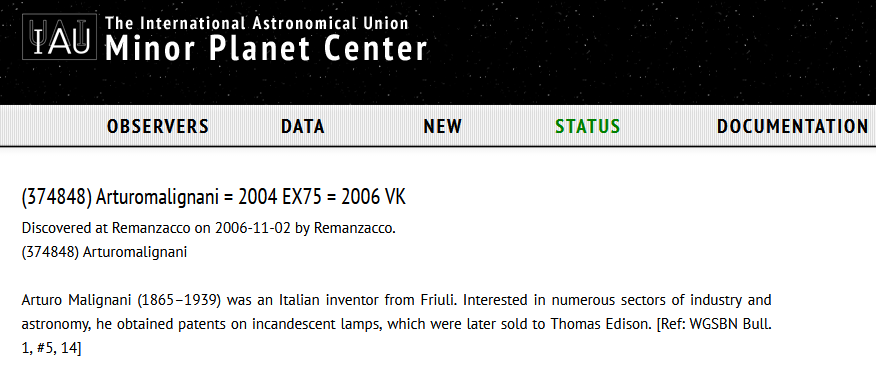 IAU
The International Astronomical Union
Minor Planet Center
OBSERVERS DATA NEW STATUS DOCUMENTATION
(374848) Arturomalignani = 2004 EX75 = 2006 VK
Discovered at Remanzacco on 2006-11-02 by Remanzacco.
(374848) Arturomalignani
Arturo Malignani (1865–1939) was an Italian inventor from Friuli. Interested in numerous sectors of industry and
astronomy, he obtained patents on incandescent lamps, which were later sold to Thomas Edison. [Ref: WGSBN Bull.
1, #5, 14]